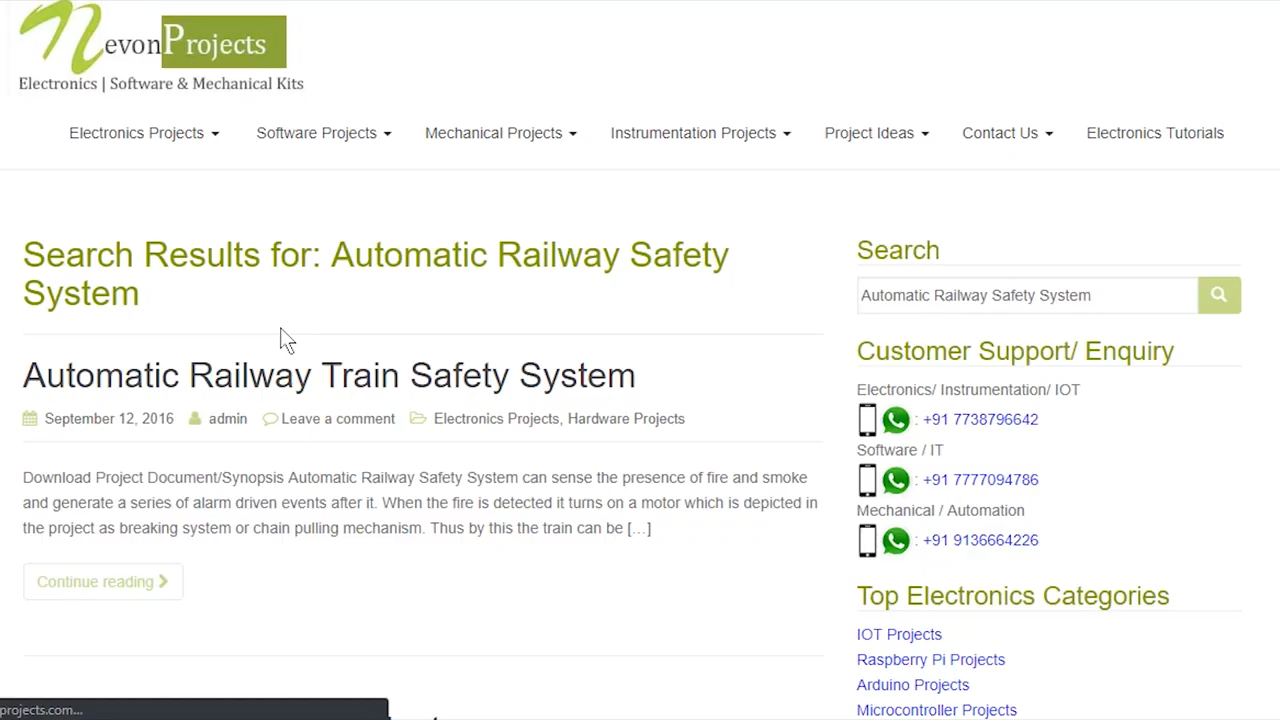 NevonProjects
Electronics | Software & Mechanical Kits
Electronics Projects
Software Projects
Mechanical Projects
Instrumentation Projects
Project Ideas
Contact Us
Electronics Tutorials
Search Results for: Automatic Railway Safety
System
Automatic Railway Train Safety System
September 12, 2016 admin Leave a comment Electronics Projects, Hardware Projects
Download Project Document/Synopsis Automatic Railway Safety System can sense the presence of fire and smoke
and generate a series of alarm driven events after it. When the fire is detected it turns on a motor which is depicted in
the project as breaking system or chain pulling mechanism. Thus by this the train can be […]
Continue reading
Search
Automatic Railway Safety System
Customer Support/ Enquiry
Electronics/ Instrumentation/ IOT
: +91 7738796642
Software / IT
: +91 7777094786
Mechanical / Automation
: +91 9136664226
Top Electronics Categories
IOT Projects
Raspberry Pi Projects
Arduino Projects
Microcontroller Projects
projects.com...